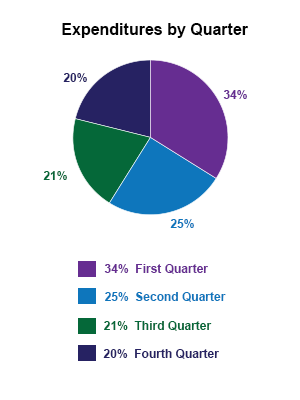 Expenditures by Quarter
20%
34%
21%
25%
34% First Quarter
25% Second Quarter
21% Third Quarter
20% Fourth Quarter